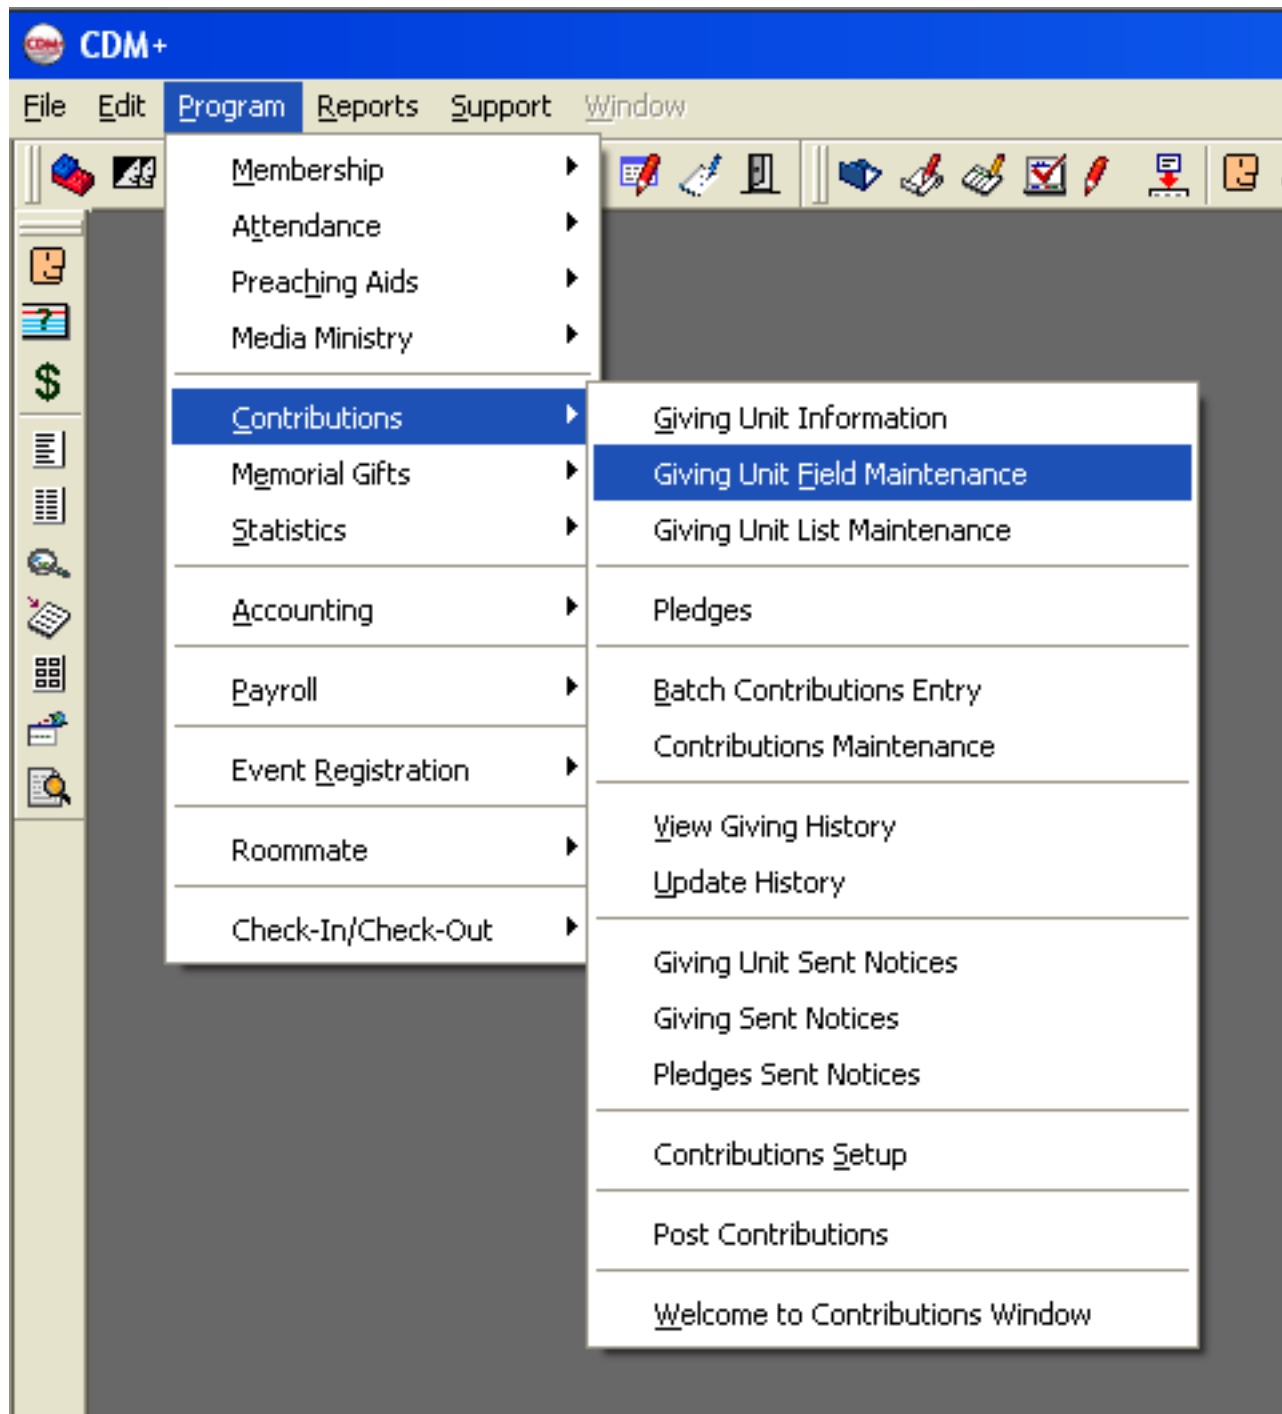 CDM+
File Edit Program Reports Support Window
Membership
Attendance
Preaching Aids
Media Ministry
Contributions
Memorial Gifts
Statistics
Accounting
Payroll
Event Registration
Roommate
Check-In/Check-Out
Giving Unit Information
Giving Unit Field Maintenance
Giving Unit List Maintenance
Pledges
Batch Contributions Entry
Contributions Maintenance
View Giving History
Update History
Giving Unit Sent Notices
Giving Sent Notices
Pledges Sent Notices
Contributions Setup
Post Contributions
Welcome to Contributions Window